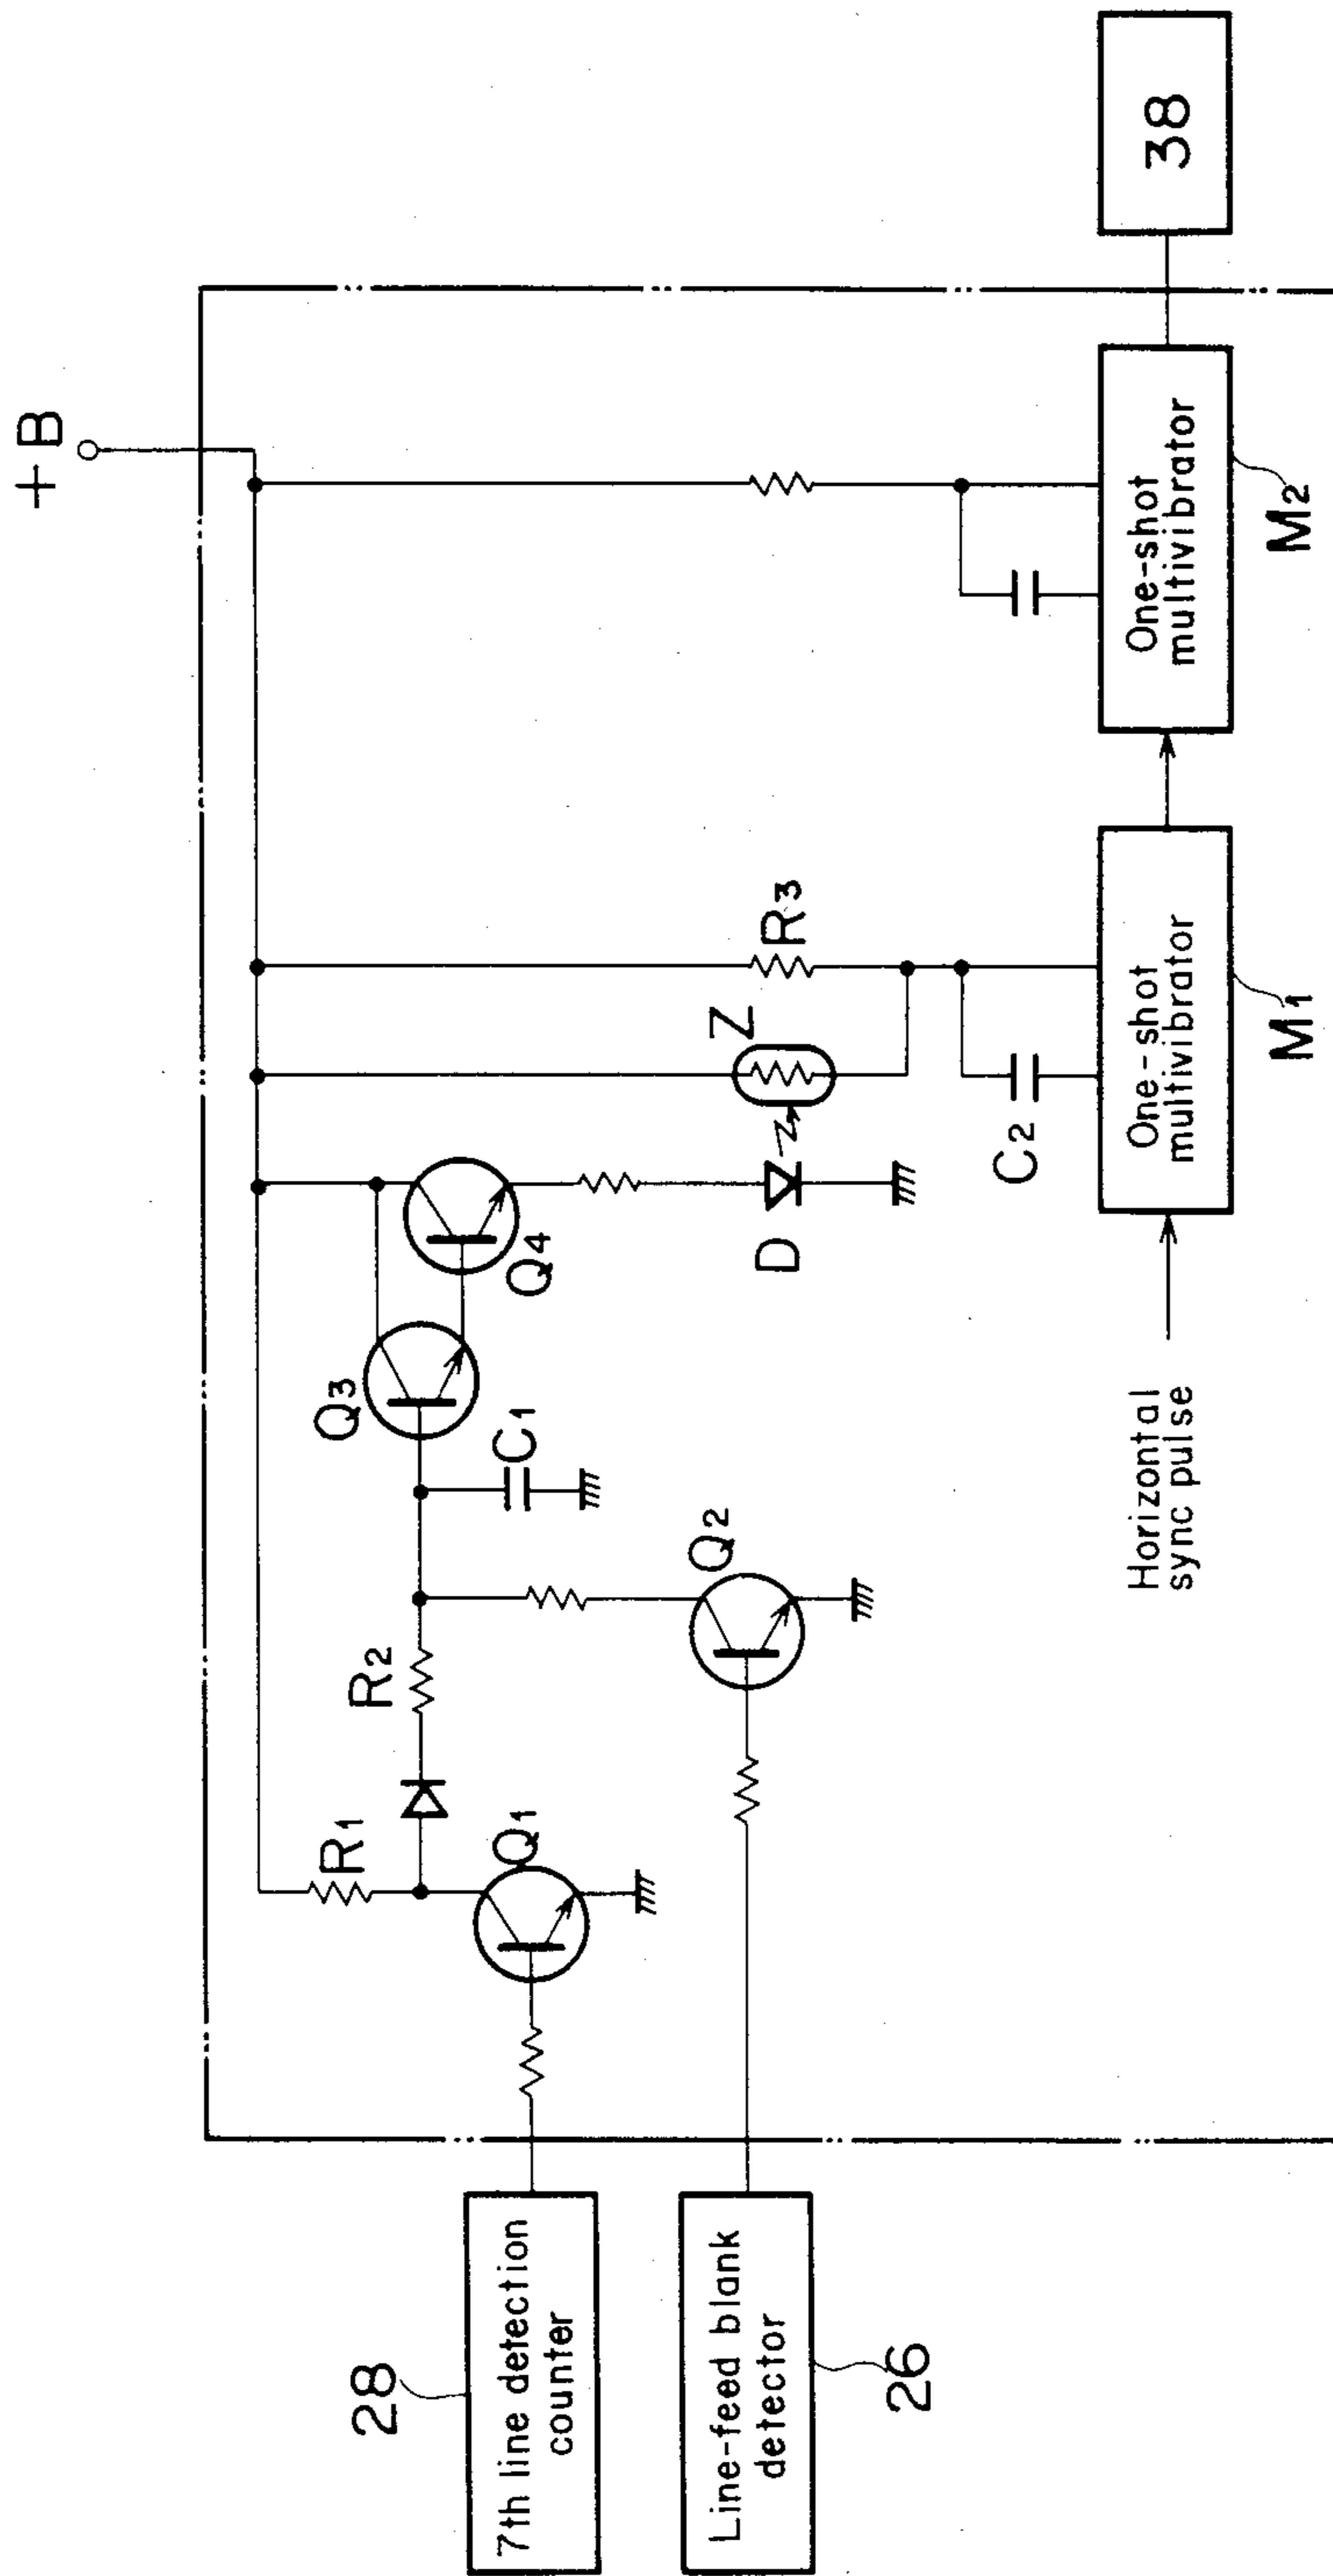 +B
R1
R2
Q1
Q2
Q3
C1
Q4
D
Z
R3
C2
28
7th line detection
counter
Line-feed blank
detector
26
Horizontal
sync pulse
One-shot
multivibrator
M1
One-shot
multivibrator
M2
38